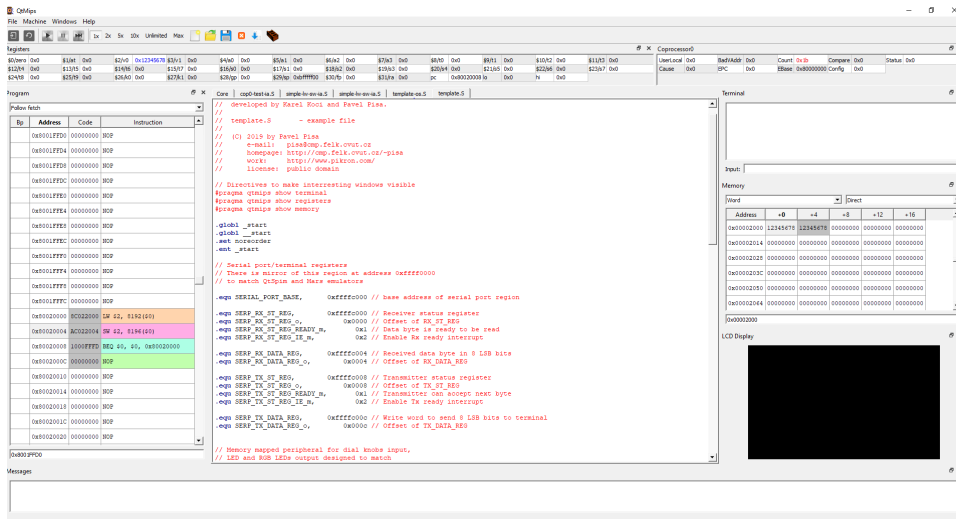 QtMips
File Machine Windows Help
1x 2x 5x 10x Unlimited Max
Registers
$0/zero 0x0 $1/at 0x0 $2/v0 0x12345678 $3/v1 0x0 $4/a0 0x0 $5/a1 0x0 $6/a2 0x0 $7/a3 0x0 $8/t0 0x0 $9/t1 0x0 $10/t2 0x0 $11/t3 0x0
$12/t4 0x0 $13/t5 0x0 $14/t6 0x0 $15/t7 0x0 $16/s0 0x0 $17/s1 0x0 $18/s2 0x0 $19/s3 0x0 $20/s4 0x0 $21/s5 0x0 $22/s6 0x0 $23/s7 0x0
$24/t8 0x0 $25/t9 0x0 $26/k0 0x0 $27/k1 0x0 $28/gp 0x0 $29/sp 0xbfffff00 $30/fp 0x0 $31/ra 0x0 pc 0x80020008 lo 0x0 hi 0x0
Coprocessor0
UserLocal 0x0 BadVAddr 0x0 Count 0x1b Compare 0x0 Status 0x0
Cause 0x0 EPC 0x0 EBase 0x80000000 Config 0x0
Program
Follow fetch
Bp Address Code Instruction
0x8001FFD0 00000000 NOP
0x8001FFD4 00000000 NOP
0x8001FFD8 00000000 NOP
0x8001FFDC 00000000 NOP
0x8001FFE0 00000000 NOP
0x8001FFE4 00000000 NOP
0x8001FFE8 00000000 NOP
0x8001FFEC 00000000 NOP
0x8001FFF0 00000000 NOP
0x8001FFF4 00000000 NOP
0x8001FFF8 00000000 NOP
0x8001FFFC 00000000 NOP
0x80020000 8C022000 LW $2, 8192($0)
0x80020004 AC022004 SW $2, 8196($0)
0x80020008 1000FFFD BEQ $0, $0, 0x80020000
0x8002000C 00000000 NOP
0x80020010 00000000 NOP
0x80020014 00000000 NOP
0x80020018 00000000 NOP
0x8002001C 00000000 NOP
0x80020020 00000000 NOP
0x8001FFD0
Core cop0-test-ia.S simple-lw-sw-ia.S simple-lw-sw-ia.S template-os.S template.S
// developed by Karel Koci and Pavel Pisa.
//
// template.S - example file
//
// (C) 2019 by Pavel Pisa
// e-mail: pisa@cmp.felk.cvut.cz
// homepage: http://cmp.felk.cvut.cz/~pisa
// work: http://www.pikron.com/
// license: public domain
// Directives to make interresting windows visible
#pragma qtmips show terminal
#pragma qtmips show registers
#pragma qtmips show memory
.globl _start
.globl __start
.set noreorder
.ent _start
// Serial port/terminal registers
// There is mirror of this region at address 0xffff0000
// to match QtSpim and Mars emulators
.equ SERIAL_PORT_BASE, 0xffffc000 // base address of serial port region
.equ SERP_RX_ST_REG, 0xffffc000 // Receiver status register
.equ SERP_RX_ST_REG_o, 0x0000 // Offset of RX_ST_REG
.equ SERP_RX_ST_REG_READY_m, 0x1 // Data byte is ready to be read
.equ SERP_RX_ST_REG_IE_m, 0x2 // Enable Rx ready interrupt
.equ SERP_RX_DATA_REG, 0xffffc004 // Received data byte in 8 LSB bits
.equ SERP_RX_DATA_REG_o, 0x0004 // Offset of RX_DATA_REG
.equ SERP_TX_ST_REG, 0xffffc008 // Transmitter status register
.equ SERP_TX_ST_REG_o, 0x0008 // Offset of TX_ST_REG
.equ SERP_TX_ST_REG_READY_m, 0x1 // Transmitter can accept next byte
.equ SERP_TX_ST_REG_IE_m, 0x2 // Enable Tx ready interrupt
.equ SERP_TX_DATA_REG, 0xffffc00c // Write word to send 8 LSB bits to terminal
.equ SERP_TX_DATA_REG_o, 0x000c // Offset of TX_DATA_REG
// Memory mapped peripheral for dial knobs input,
// LED and RGB LEDs output designed to match
Terminal
Input:
Memory
Word Direct
Address +0 +4 +8 +12 +16
0x00002000 12345678 12345678 00000000 00000000 00000000
0x00002014 00000000 00000000 00000000 00000000 00000000
0x00002028 00000000 00000000 00000000 00000000 00000000
0x0000203C 00000000 00000000 00000000 00000000 00000000
0x00002050 00000000 00000000 00000000 00000000 00000000
0x00002064 00000000 00000000 00000000 00000000 00000000
0x00002000
LCD Display
Messages